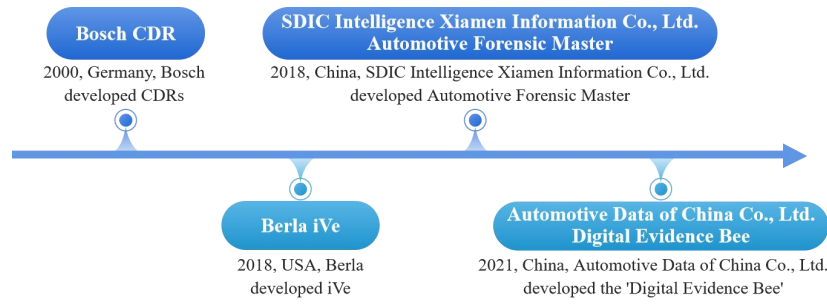 Bosch CDR
2000, Germany, Bosch
developed CDRs
SDIC Intelligence Xiamen Information Co., Ltd.
Automotive Forensic Master
2018, China, SDIC Intelligence Xiamen Information Co., Ltd.
developed Automotive Forensic Master
Berla iVe
2018, USA, Berla
developed iVe
Automotive Data of China Co., Ltd.
Digital Evidence Bee
2021, China, Automotive Data of China Co., Ltd.
developed the 'Digital Evidence Bee'